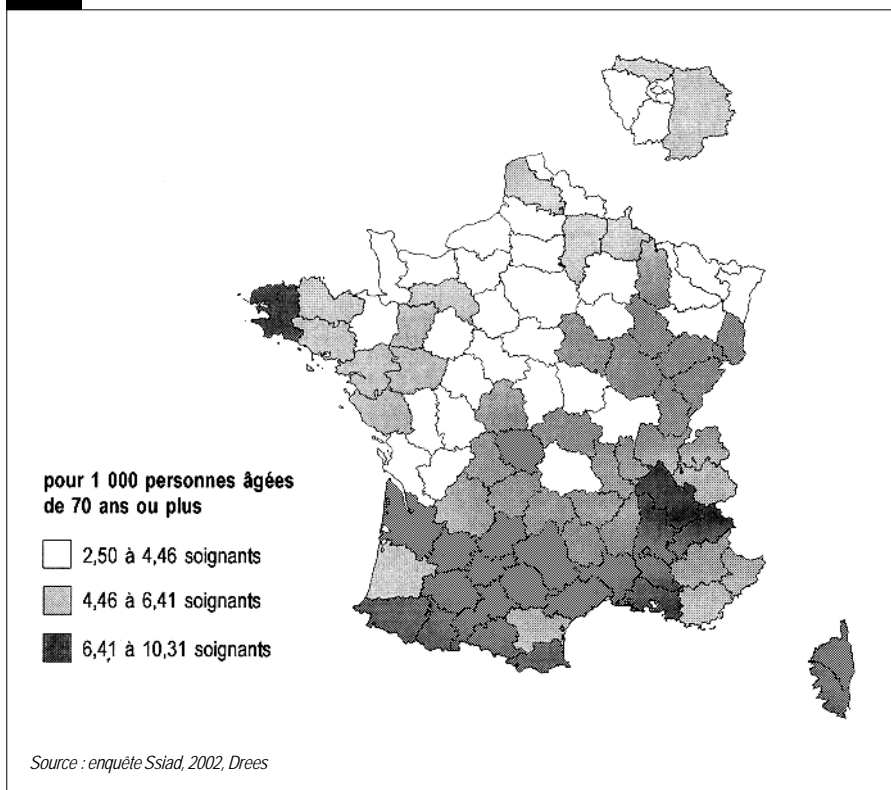 pour 1 000 personnes âgées
de 70 ans ou plus
2,50 à 4,46 soignants
4,46 à 6,41 soignants
6,41 à 10,31 soignants
Source : enquête Ssiad, 2002, Drees